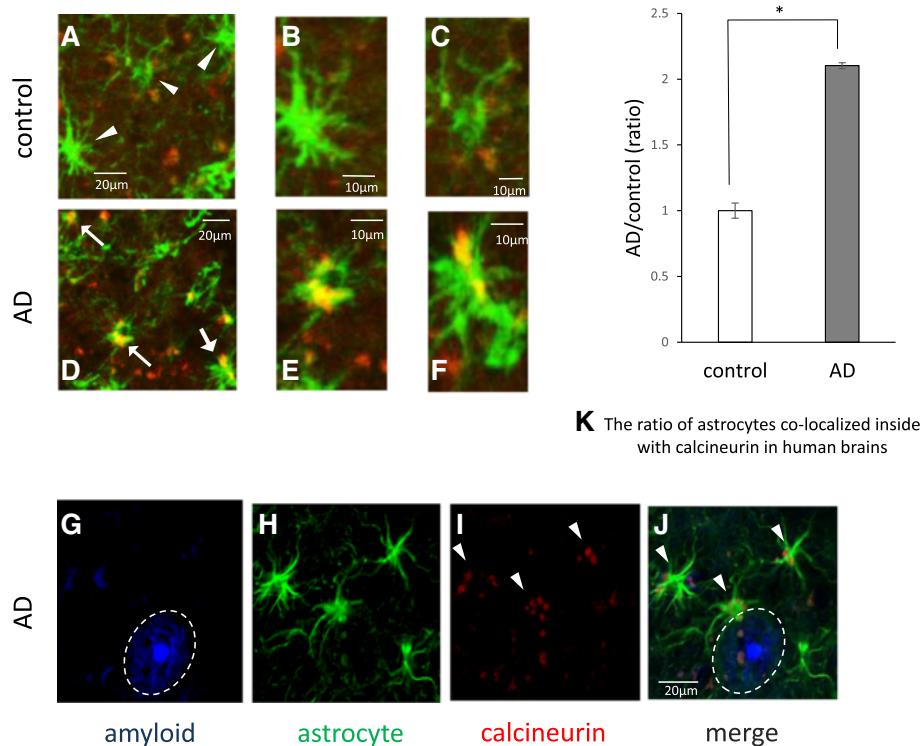 A
B
C
control
20μm
10μm
10μm
20μm
10μm
10μm
AD
D
E
F
2.5
2
1.5
1
0.5
0
AD/control (ratio)
*
control
AD
K The ratio of astrocytes co-localized inside
with calcineurin in human brains
G
H
I
J
AD
20μm
amyloid
astrocyte
calcineurin
merge